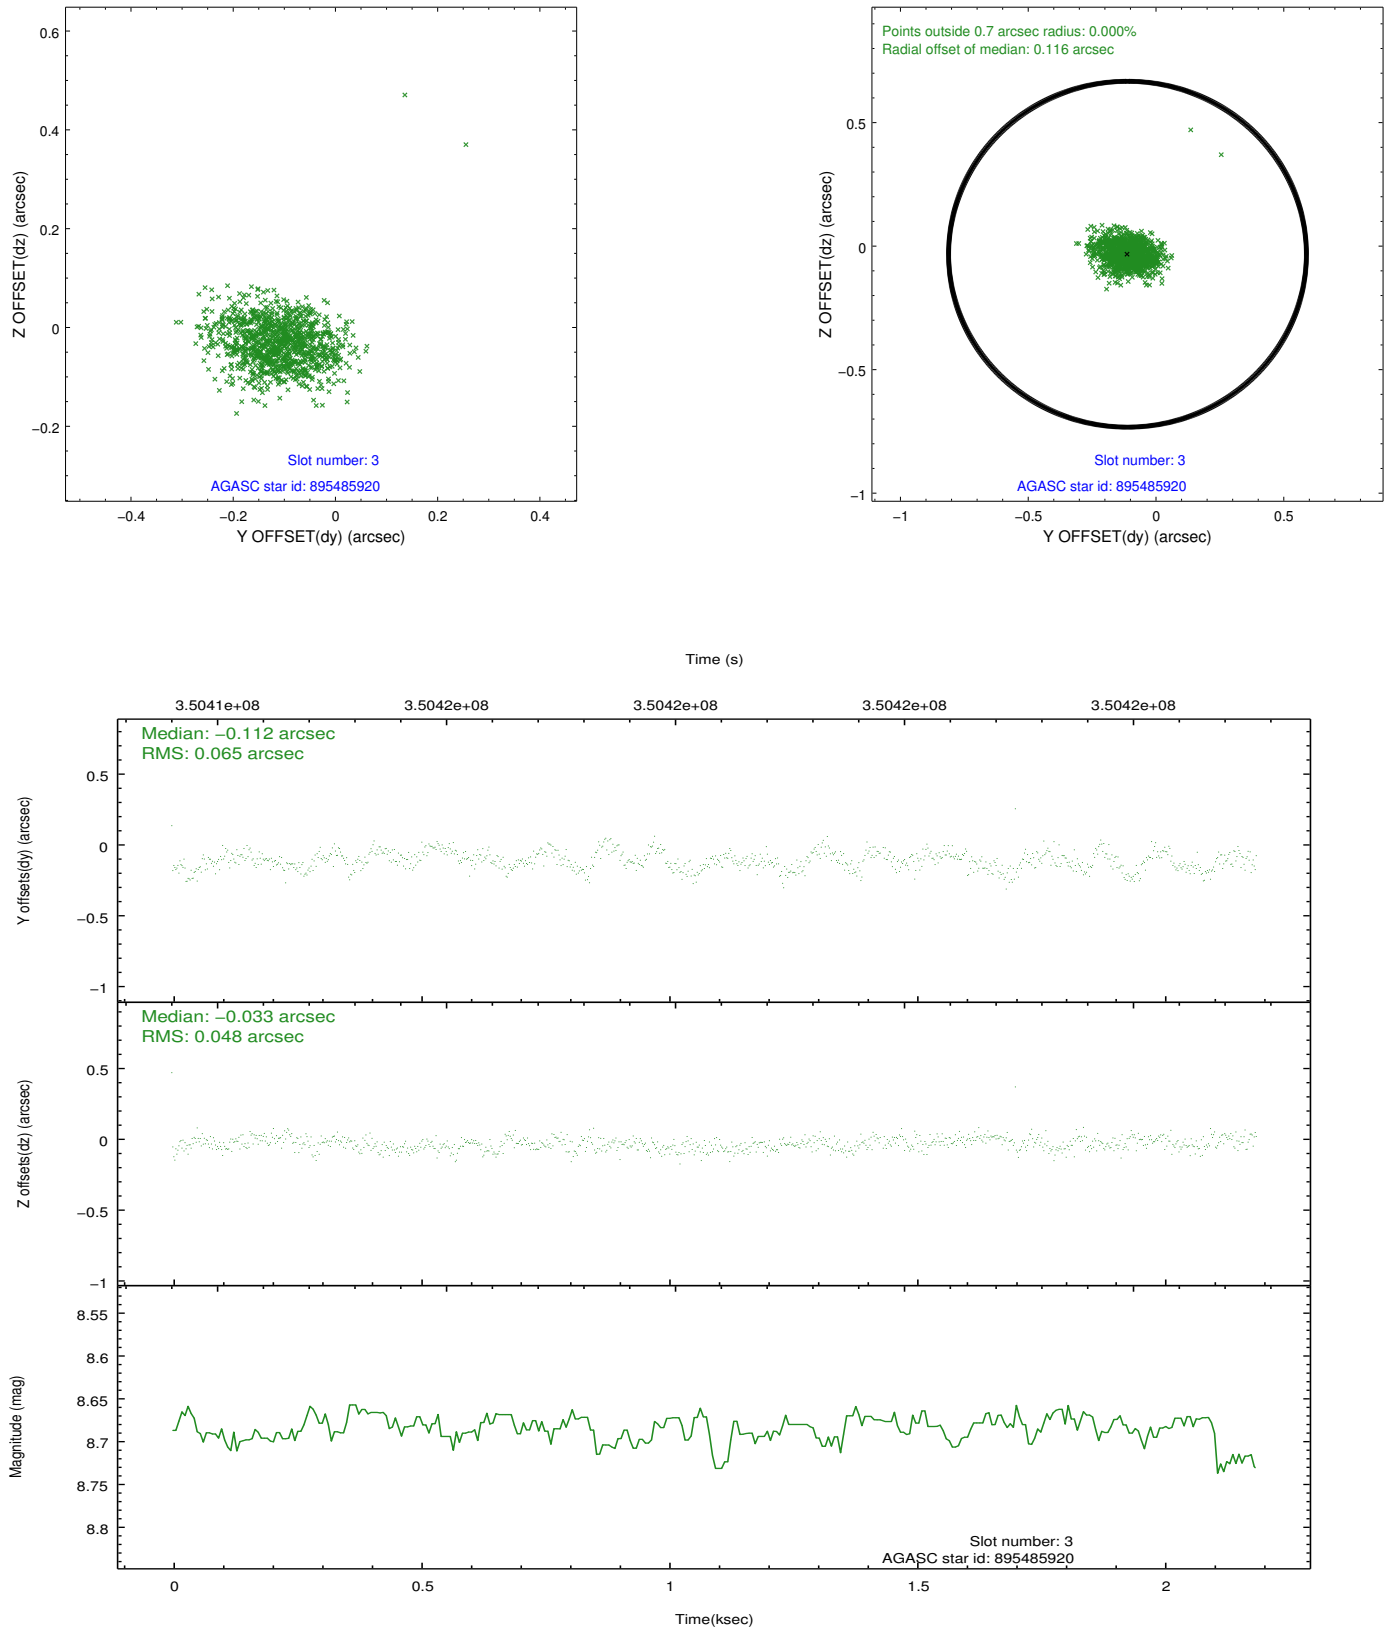 0.6
0.4
0.2
0
−0.2
Z OFFSET(dz) (arcsec)
Slot number: 3
AGASC star id: 895485920
−0.4 −0.2 0 0.2 0.4
Y OFFSET(dy) (arcsec)
Points outside 0.7 arcsec radius: 0.000%
Radial offset of median: 0.116 arcsec
0.5
0
−0.5
−1
Z OFFSET(dz) (arcsec)
Slot number: 3
AGASC star id: 895485920
−1 −0.5 0 0.5
Y OFFSET(dy) (arcsec)
Time (s)
3.5041e+08 3.5042e+08 3.5042e+08 3.5042e+08 3.5042e+08
Median: −0.112 arcsec
RMS: 0.065 arcsec
0.5
0
−0.5
−1
Y offsets(dy) (arcsec)
Median: −0.033 arcsec
RMS: 0.048 arcsec
0.5
0
−0.5
−1
Z offsets(dz) (arcsec)
8.55
8.6
8.65
8.7
8.75
8.8
Magnitude (mag)
Slot number: 3
AGASC star id: 895485920
0 0.5 1 1.5 2
Time(ksec)